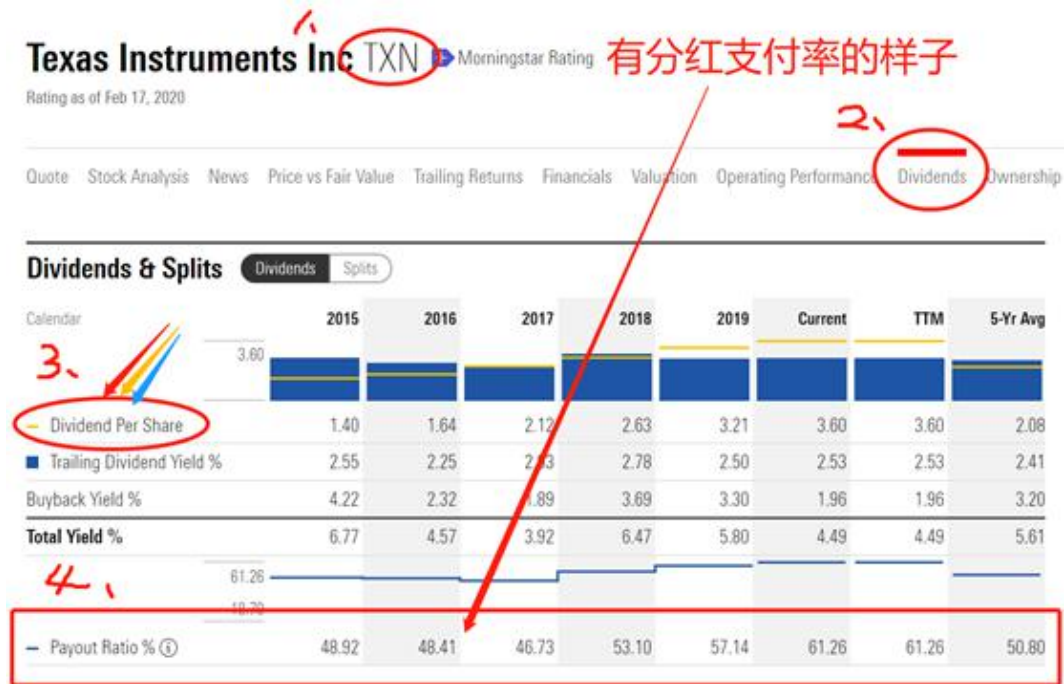 1、
Texas Instruments Inc TXN Morningstar Rating 有分红支付率的样子
Rating as of Feb 17, 2020
2、
Quote Stock Analysis News Price vs Fair Value Trailing Returns Financials Valuation Operating Performance Dividends Ownership
Dividends & Splits Dividends Splits
Calendar 2015 2016 2017 2018 2019 Current TTM 5-Yr Avg
3、
3.60
Dividend Per Share 1.40 1.64 2.12 2.63 3.21 3.60 3.60 2.08
Trailing Dividend Yield % 2.55 2.25 2.78 2.50 2.53 2.53 2.41
Buyback Yield % 4.22 2.32 1.89 3.69 3.30 1.96 1.96 3.20
Total Yield % 6.77 4.57 3.92 6.47 5.80 4.49 4.49 5.61
4、
61.26
18.70
Payout Ratio % 48.92 48.41 46.73 53.10 57.14 61.26 61.26 50.80